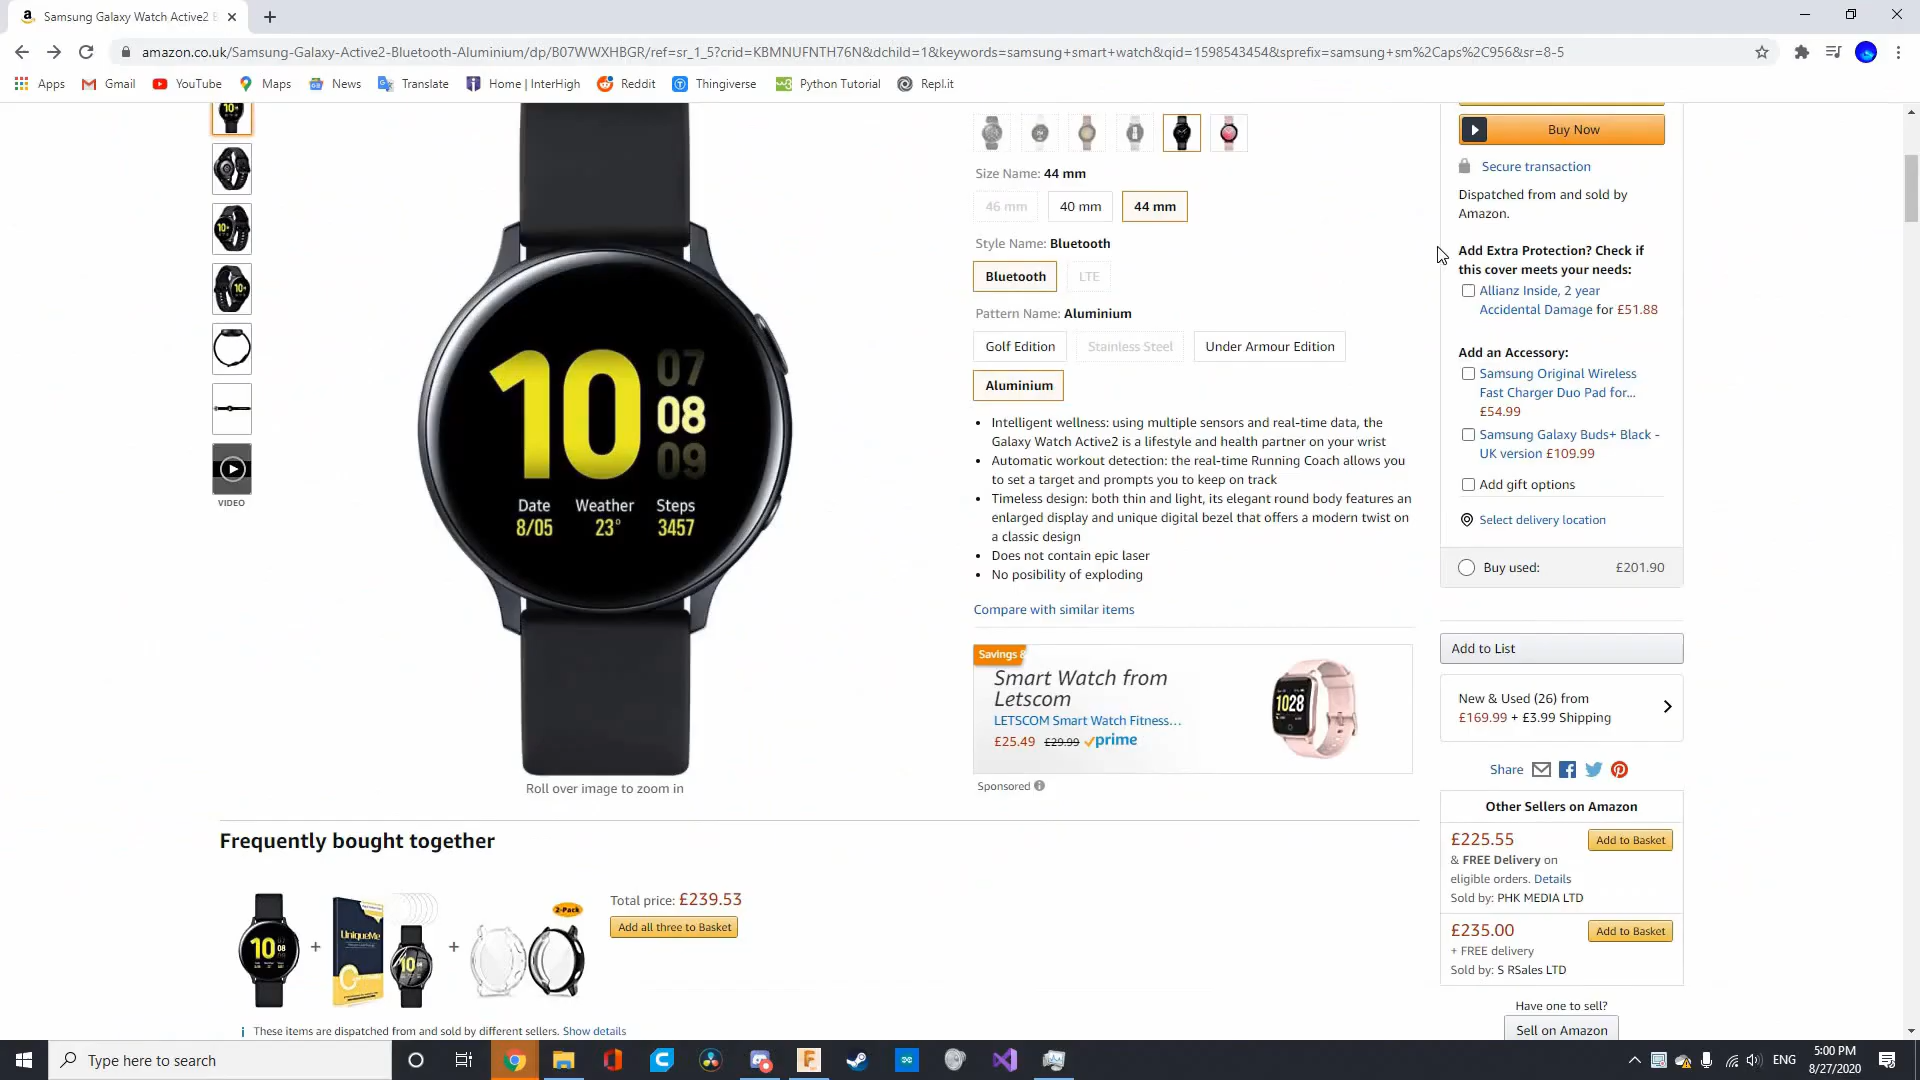 Samsung Galaxy Watch Active2
amazon.co.uk/Samsung-Galaxy-Active2-Bluetooth-Aluminium/dp/B07WWXHBGR/ref=sr_1_5?crid=KBMNUFNTH76N&dchild=1&keywords=samsung+smart+watch&qid=1598543454&sprefix=samsung+sm%2Caps%2C956&sr=8-5
Apps Gmail YouTube Maps News Translate Home | InterHigh Reddit Thingiverse Python Tutorial Repl.it
VIDEO
10
07
08
09
Date Weather Steps
8/05 23° 3457
Roll over image to zoom in
Size Name: 44 mm
46 mm 40 mm 44 mm
Style Name: Bluetooth
Bluetooth LTE
Pattern Name: Aluminium
Golf Edition Stainless Steel Under Armour Edition
Aluminium
• Intelligent wellness: using multiple sensors and real-time data, the
Galaxy Watch Active2 is a lifestyle and health partner on your wrist
• Automatic workout detection: the real-time Running Coach allows you
to set a target and prompts you to keep on track
• Timeless design: both thin and light, its elegant round body features an
enlarged display and unique digital bezel that offers a modern twist on
a classic design
• Does not contain epic laser
• No posibility of exploding
Compare with similar items
Savings &
Smart Watch from
Letscom
LETSCOM Smart Watch Fitness...
£25.49 £29.99 prime
1028
Sponsored
Buy Now
Secure transaction
Dispatched from and sold by
Amazon.
Add Extra Protection? Check if
this cover meets your needs:
Allianz Inside, 2 year
Accidental Damage for £51.88
Add an Accessory:
Samsung Original Wireless
Fast Charger Duo Pad for...
£54.99
Samsung Galaxy Buds+ Black -
UK version £109.99
Add gift options
Select delivery location
Buy used: £201.90
Add to List
New & Used (26) from
£169.99 + £3.99 Shipping
Share
Other Sellers on Amazon
£225.55 Add to Basket
& FREE Delivery on
eligible orders. Details
Sold by: PHK MEDIA LTD
£235.00 Add to Basket
+ FREE delivery
Sold by: S RSales LTD
Have one to sell?
Sell on Amazon
Frequently bought together
10 08
+
UniqueMe
10
+
2-Pack
Total price: £239.53
Add all three to Basket
These items are dispatched from and sold by different sellers. Show details
Type here to search
ENG
5:00 PM
8/27/2020